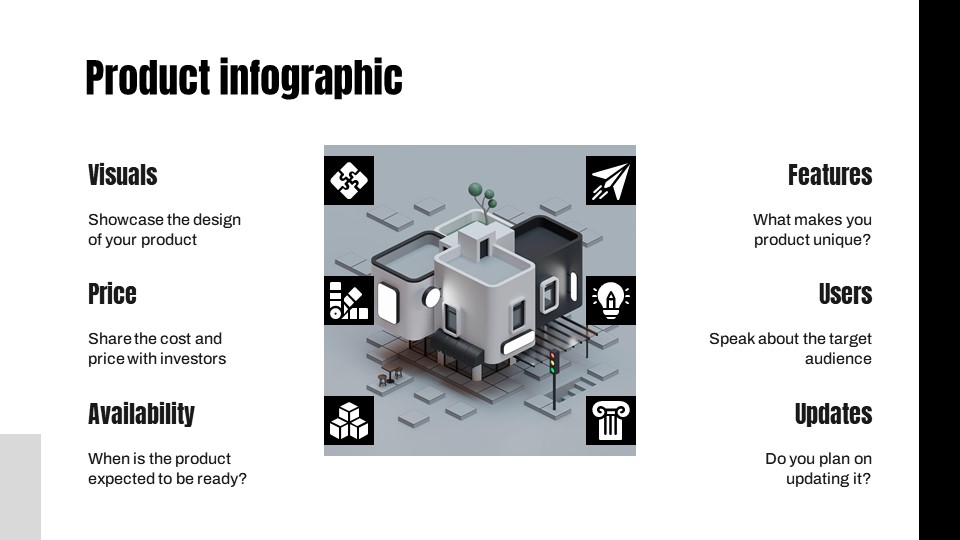 Product infographic
Visuals
Showcase the design
of your product
Price
Share the cost and
price with investors
Availability
When is the product
expected to be ready?
Features
What makes you
product unique?
Users
Speak about the target
audience
Updates
Do you plan on
updating it?